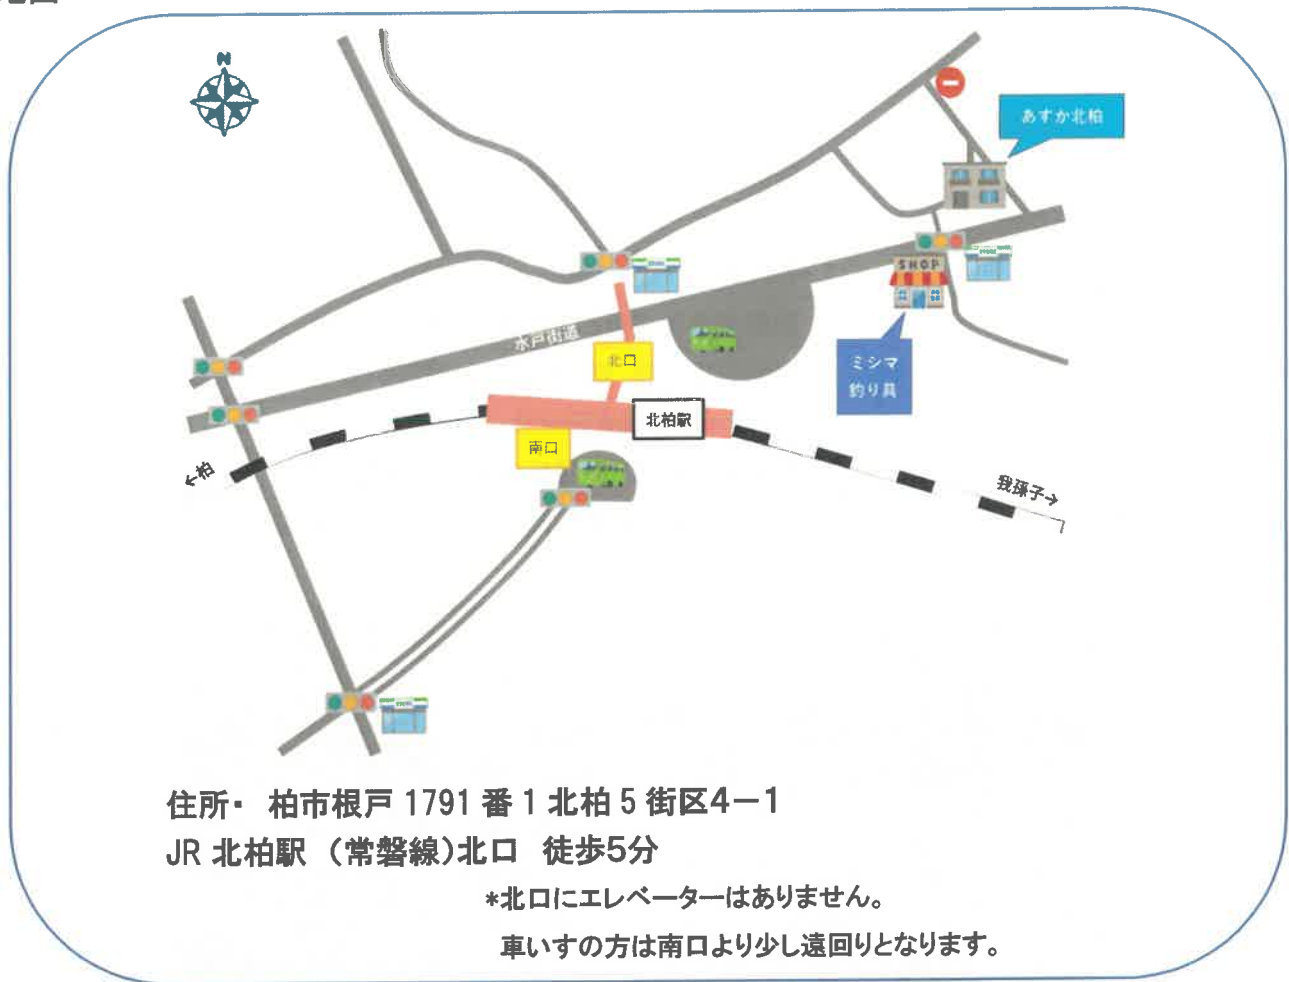 N
あすか北柏
SHOP
水戸街道
北口
ミシマ
釣り具
北柏駅
南口
←柏
我孫子→
住所・ 柏市根戸 1791 番 1 北柏 5 街区4－1
JR 北柏駅 （常磐線）北口 徒歩5分
*北口にエレベーターはありません。
車いすの方は南口より少し遠回りとなります。